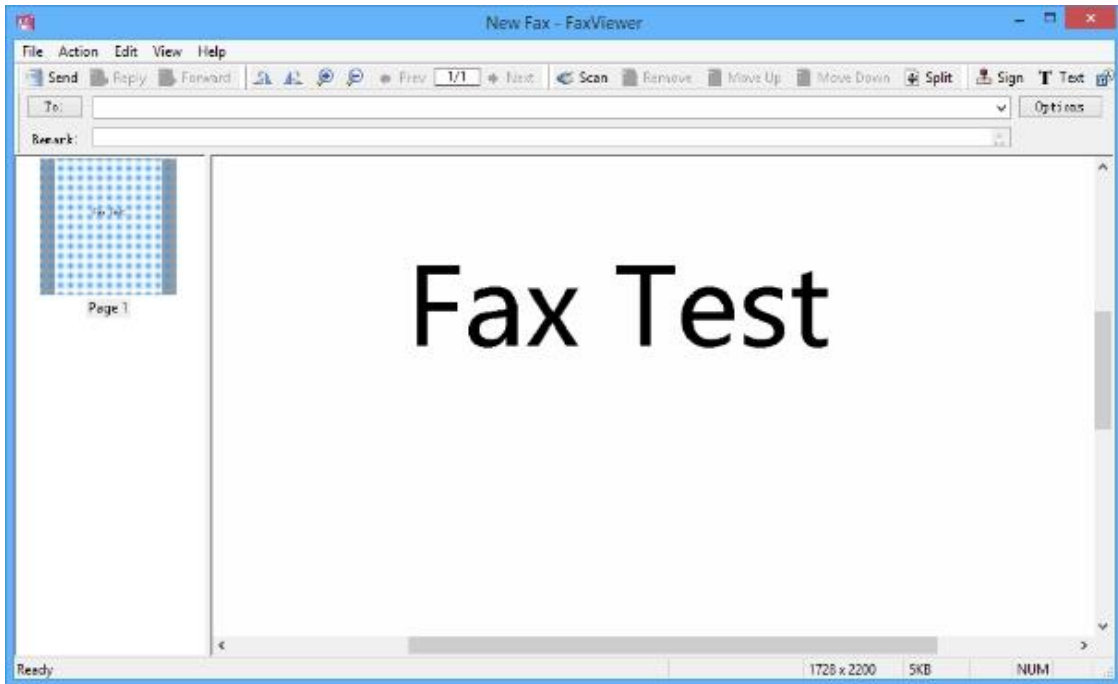 New Fax - FaxViewer
File Action Edit View Help
Send Reply Forward Prev 1/1 Next Scan Remove Move Up Move Down Split Sign T Text
To: Options
Remark:
Fax Test
Page 1
Ready 1728 x 2200 5KB NUM